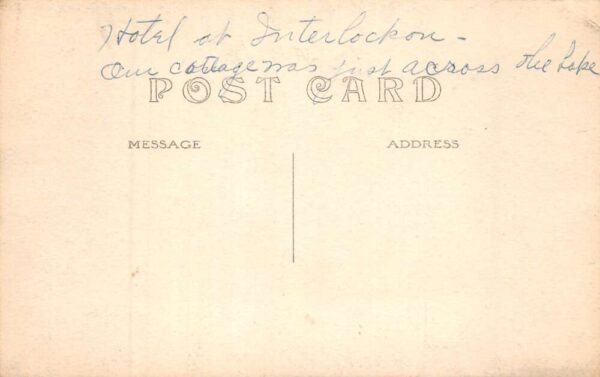 Hotel at Interlockon -
Our cottage was just across the lake
POST CARD
MESSAGE
ADDRESS